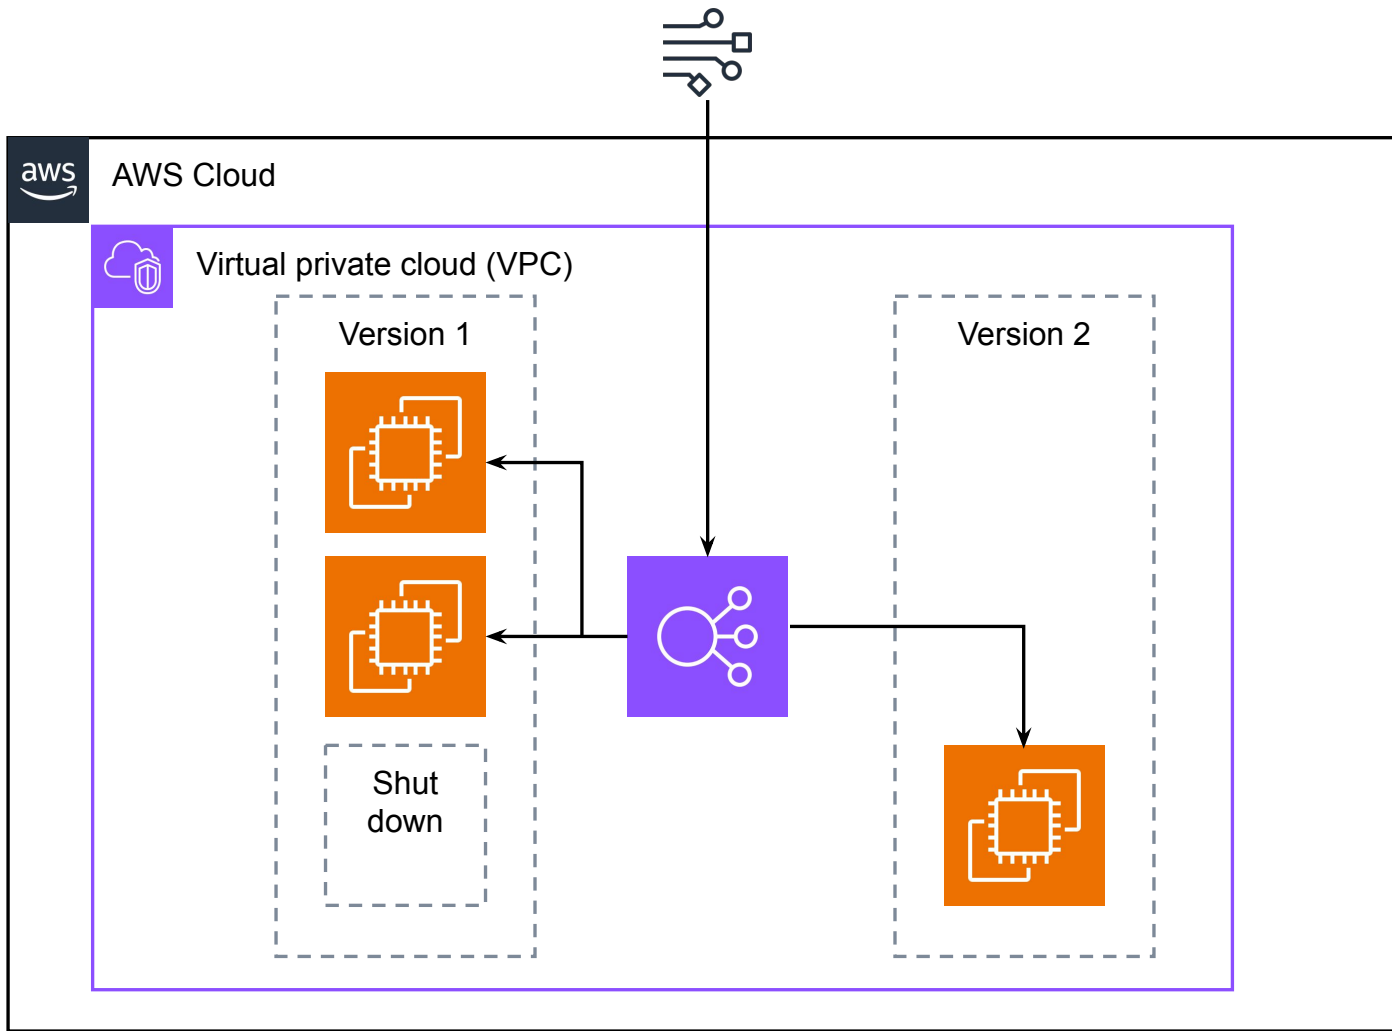 aws
AWS Cloud
Virtual private cloud (VPC)
Version 1
Version 2
Shut
down